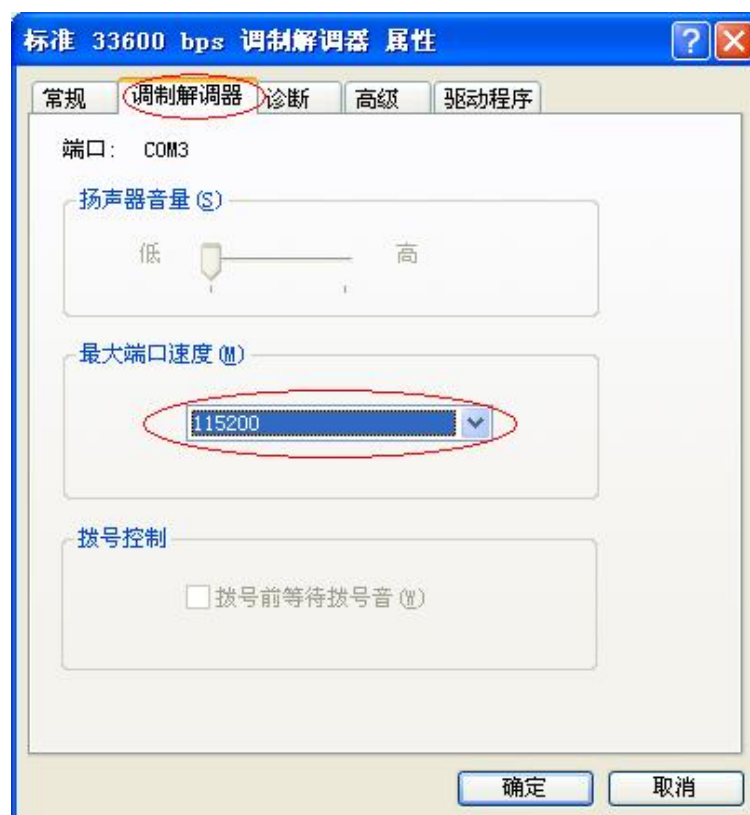 标准 33600 bps 调制解调器 属性
常规 调制解调器 诊断 高级 驱动程序
端口: COM3
扬声器音量(S)
低 高
最大端口速度(M)
115200
拨号控制
拨号前等待拨号音(W)
确定 取消